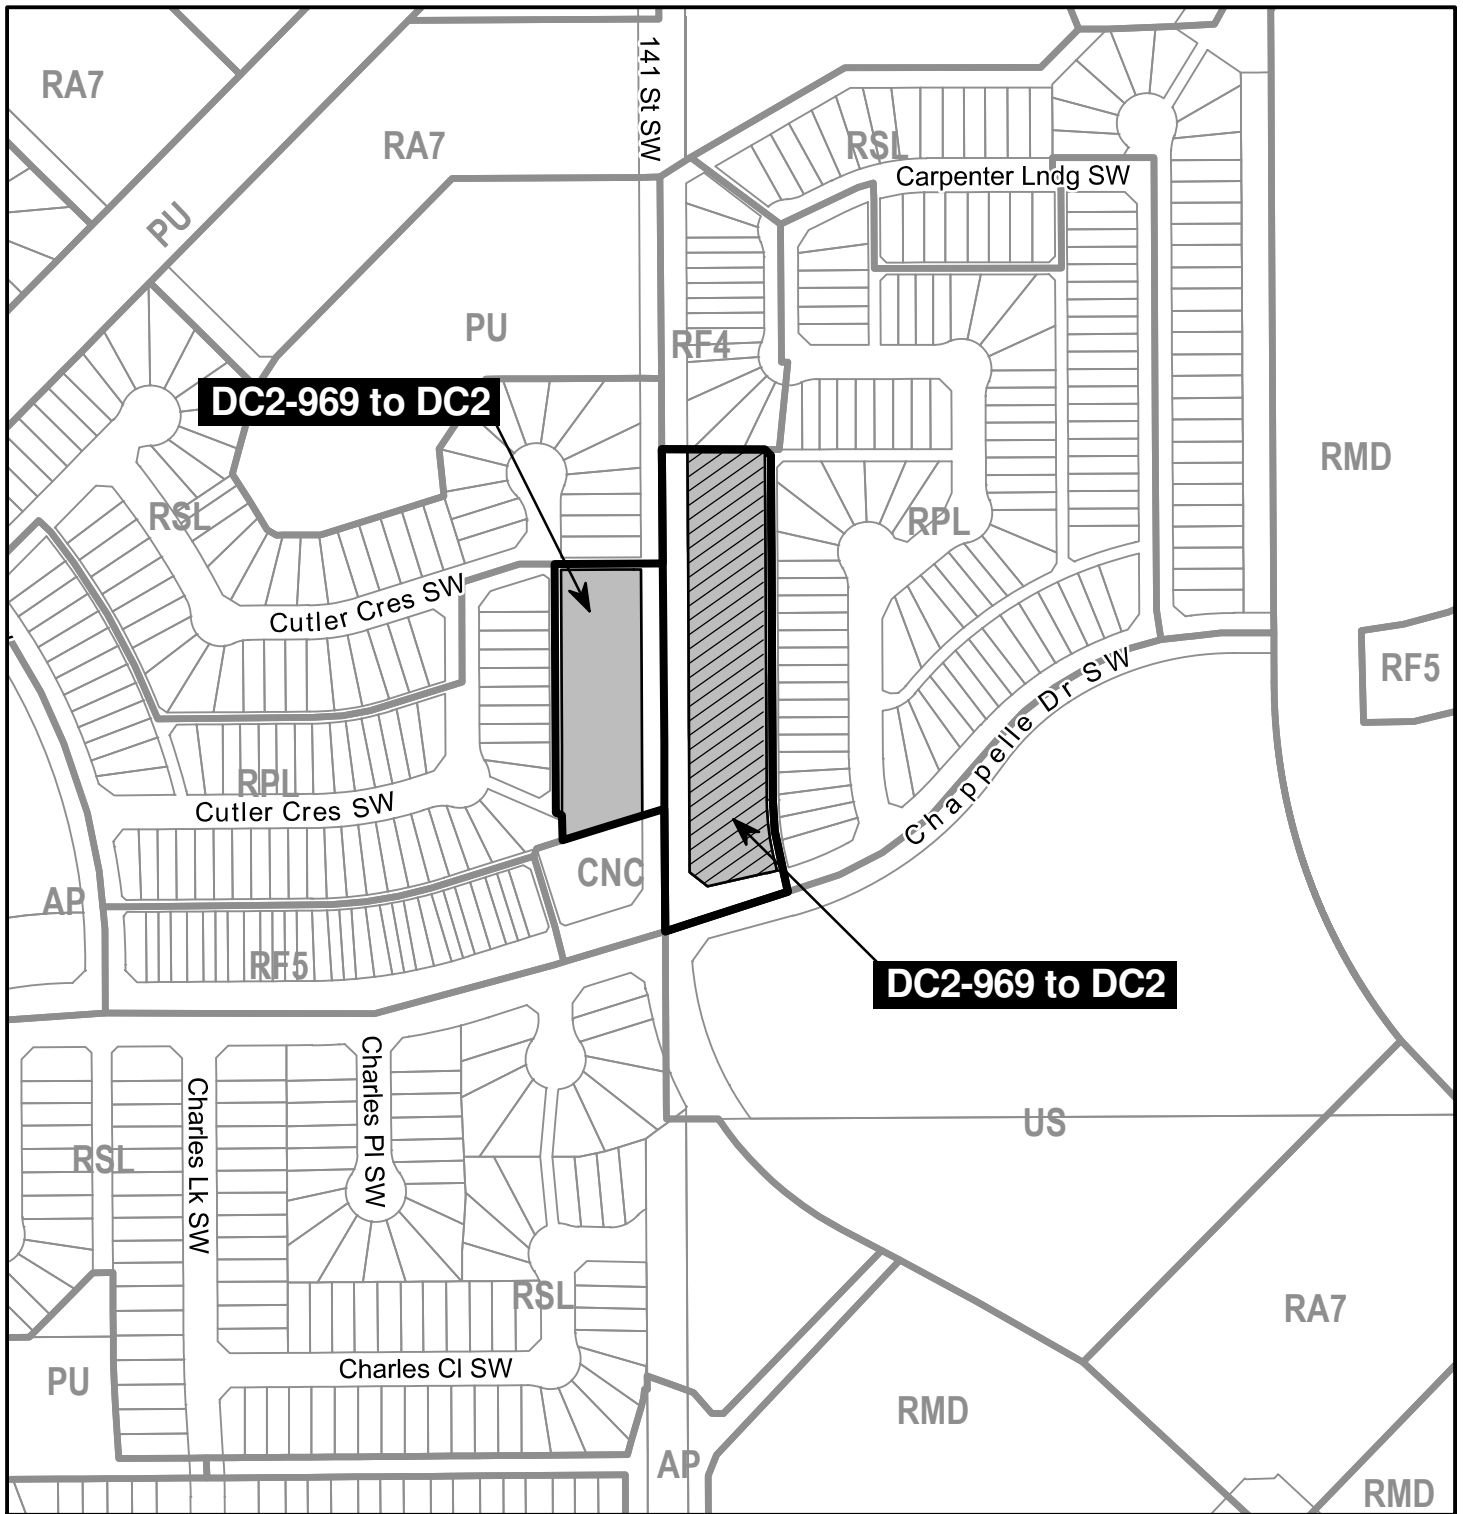 RA7
141 St SW
RA7
RSL
Carpenter Lndg SW
PU
PU
RF4
DC2-969 to DC2
RMD
RSL
RPL
Cutler Cres SW
Chappelle Dr SW
RF5
RPL
Cutler Cres SW
CNC
AP
RF5
DC2-969 to DC2
Charles Pl SW
Charles Lk SW
US
RSL
RSL
RA7
Charles Cl SW
PU
RMD
AP
RMD